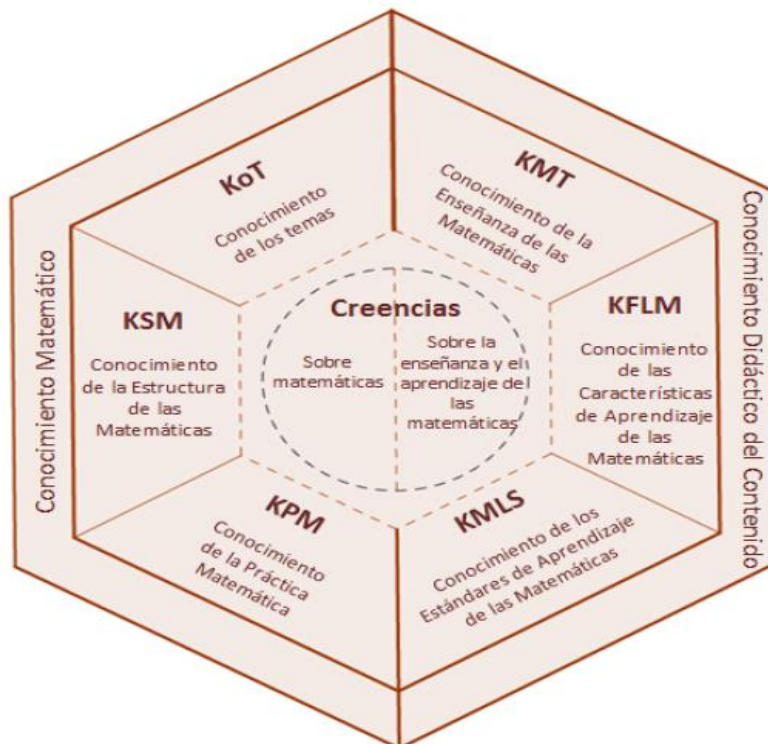 KoT
Conocimiento
de los temas
KMT
Conocimiento de la
Enseñanza de las
Matemáticas
Conocimiento Matemático
KSM
Conocimiento
de la Estructura
de las
Matemáticas
Creencias
Sobre
matemáticas
Sobre la
enseñanza y el
aprendizaje de
las
matemáticas
KFLM
Conocimiento
de las
Características
de Aprendizaje
de las
Matemáticas
Conocimiento Didáctico del Contenido
KPM
Conocimiento
de la Práctica
Matemática
KMLS
Conocimiento de los
Estándares de Aprendizaje
de las Matemáticas